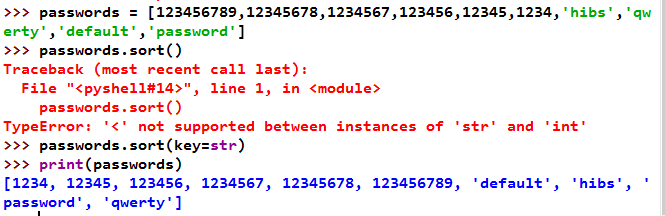 >>> passwords = [123456789,12345678,1234567,123456,12345,1234,'hibs','qw
erty','default','password']
>>> passwords.sort()
Traceback (most recent call last):
  File "<pyshell#14>", line 1, in <module>
    passwords.sort()
TypeError: '<' not supported between instances of 'str' and 'int'
>>> passwords.sort(key=str)
>>> print(passwords)
[1234, 12345, 123456, 1234567, 12345678, 123456789, 'default', 'hibs', '
password', 'qwerty']